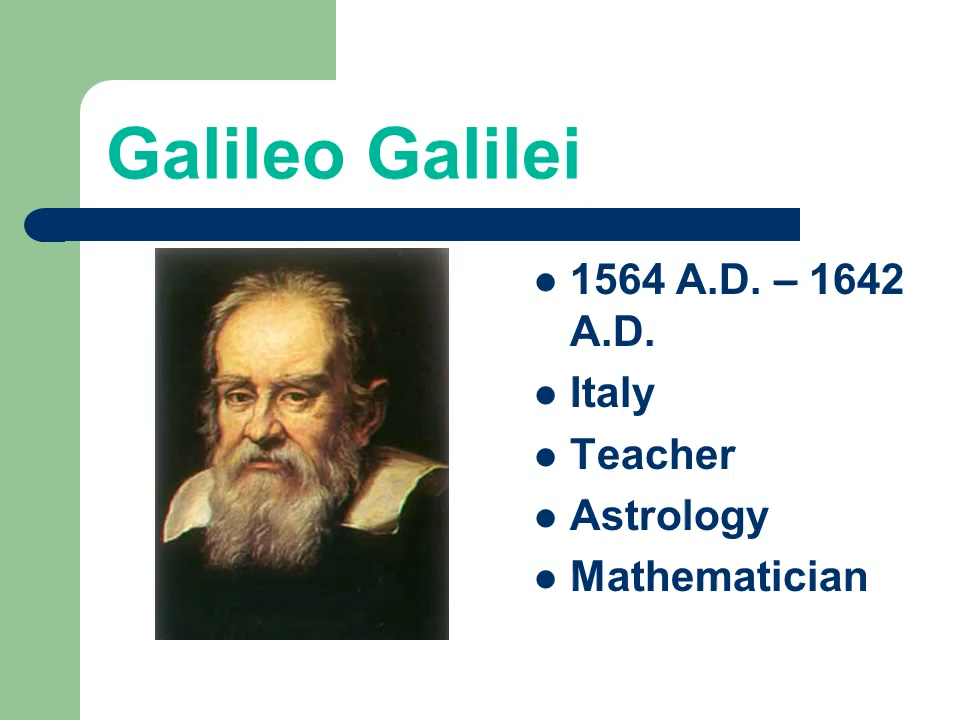 Galileo Galilei
● 1564 A.D. – 1642
A.D.
● Italy
● Teacher
● Astrology
● Mathematician